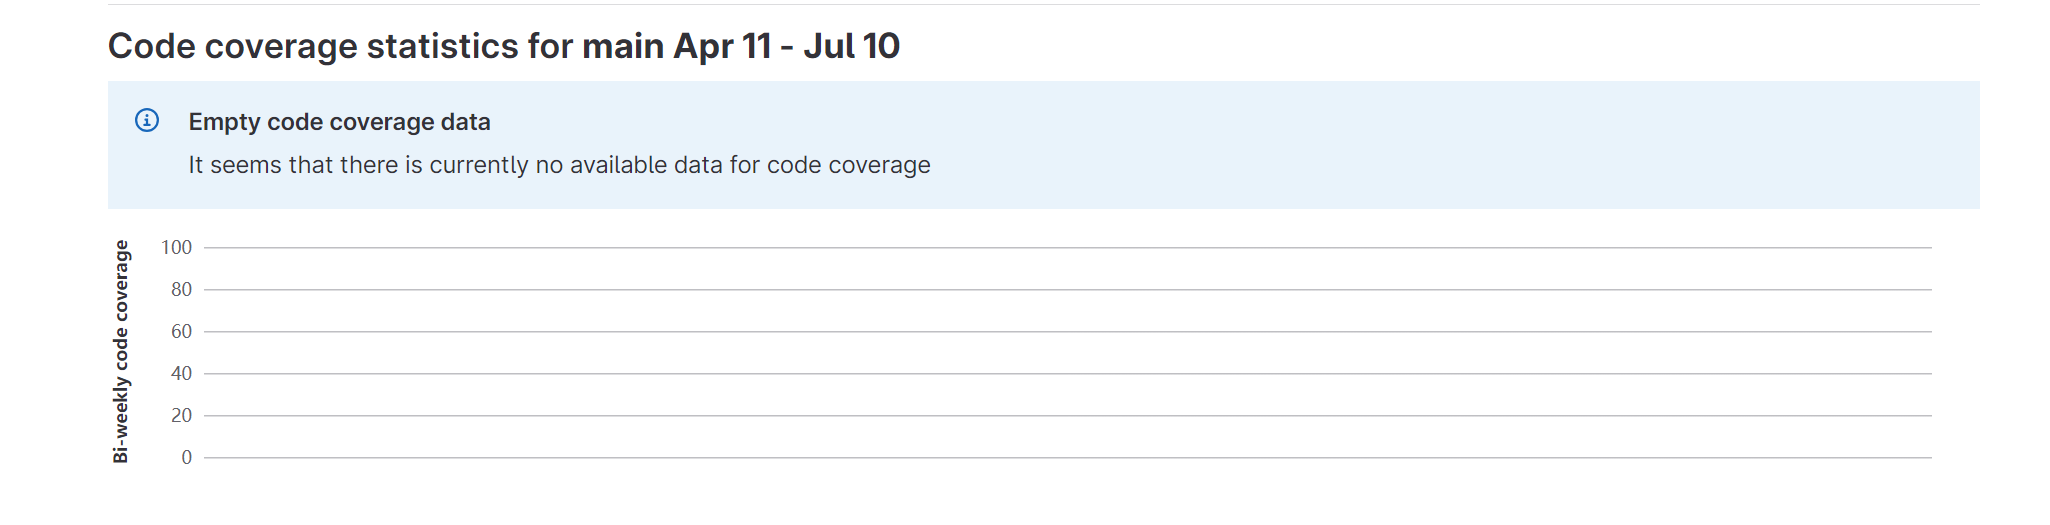 Code coverage statistics for main Apr 11 - Jul 10
Empty code coverage data
It seems that there is currently no available data for code coverage
Bi-weekly code coverage
100
80
60
40
20
0